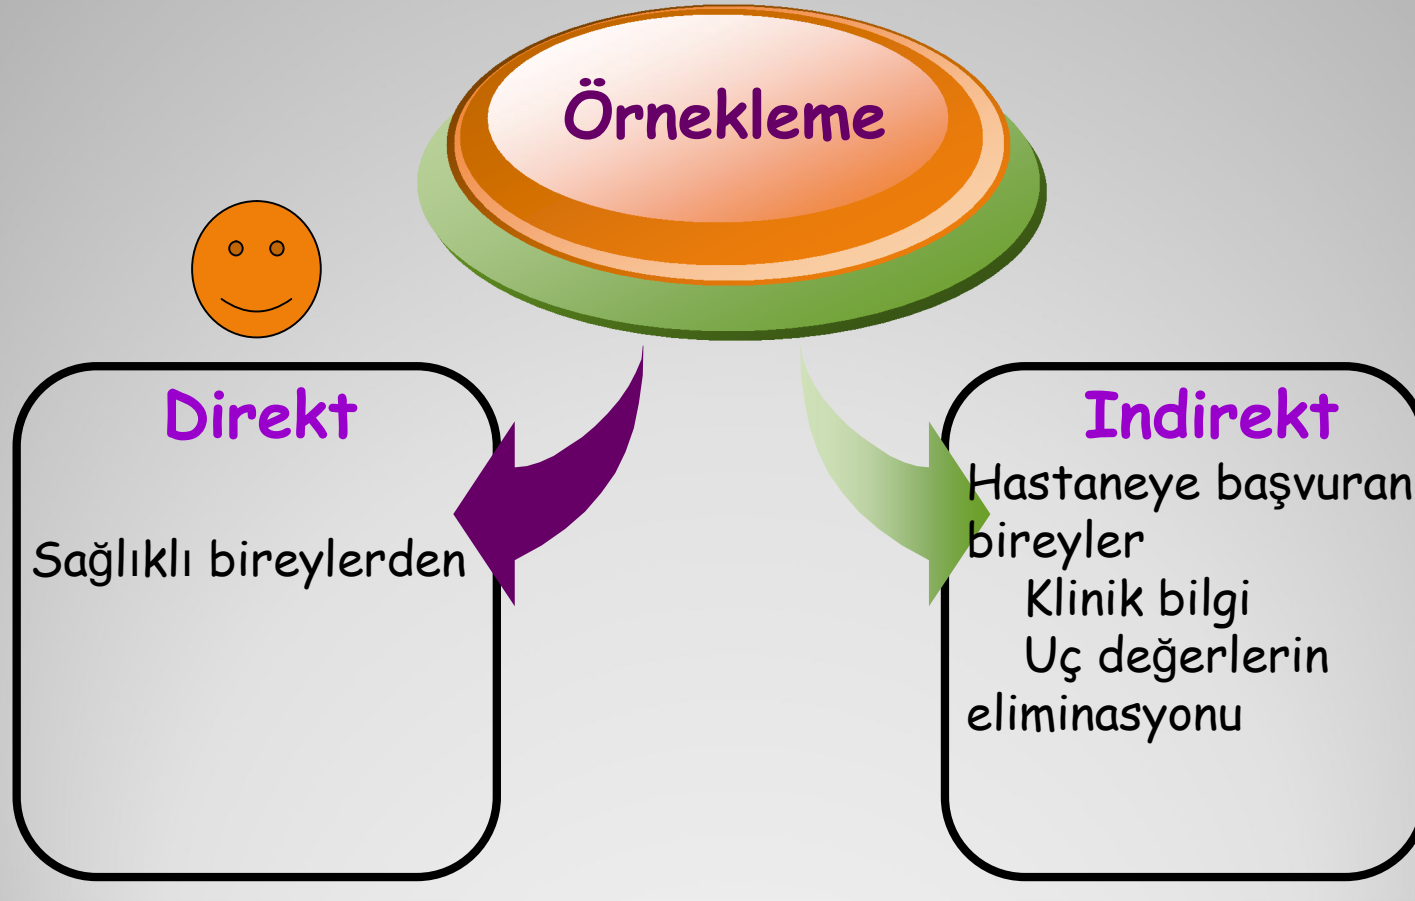 Örnekleme
Direkt
Sağlıklı bireylerden
Indirekt
Hastaneye başvuran
bireyler
Klinik bilgi
Uç değerlerin
eliminasyonu